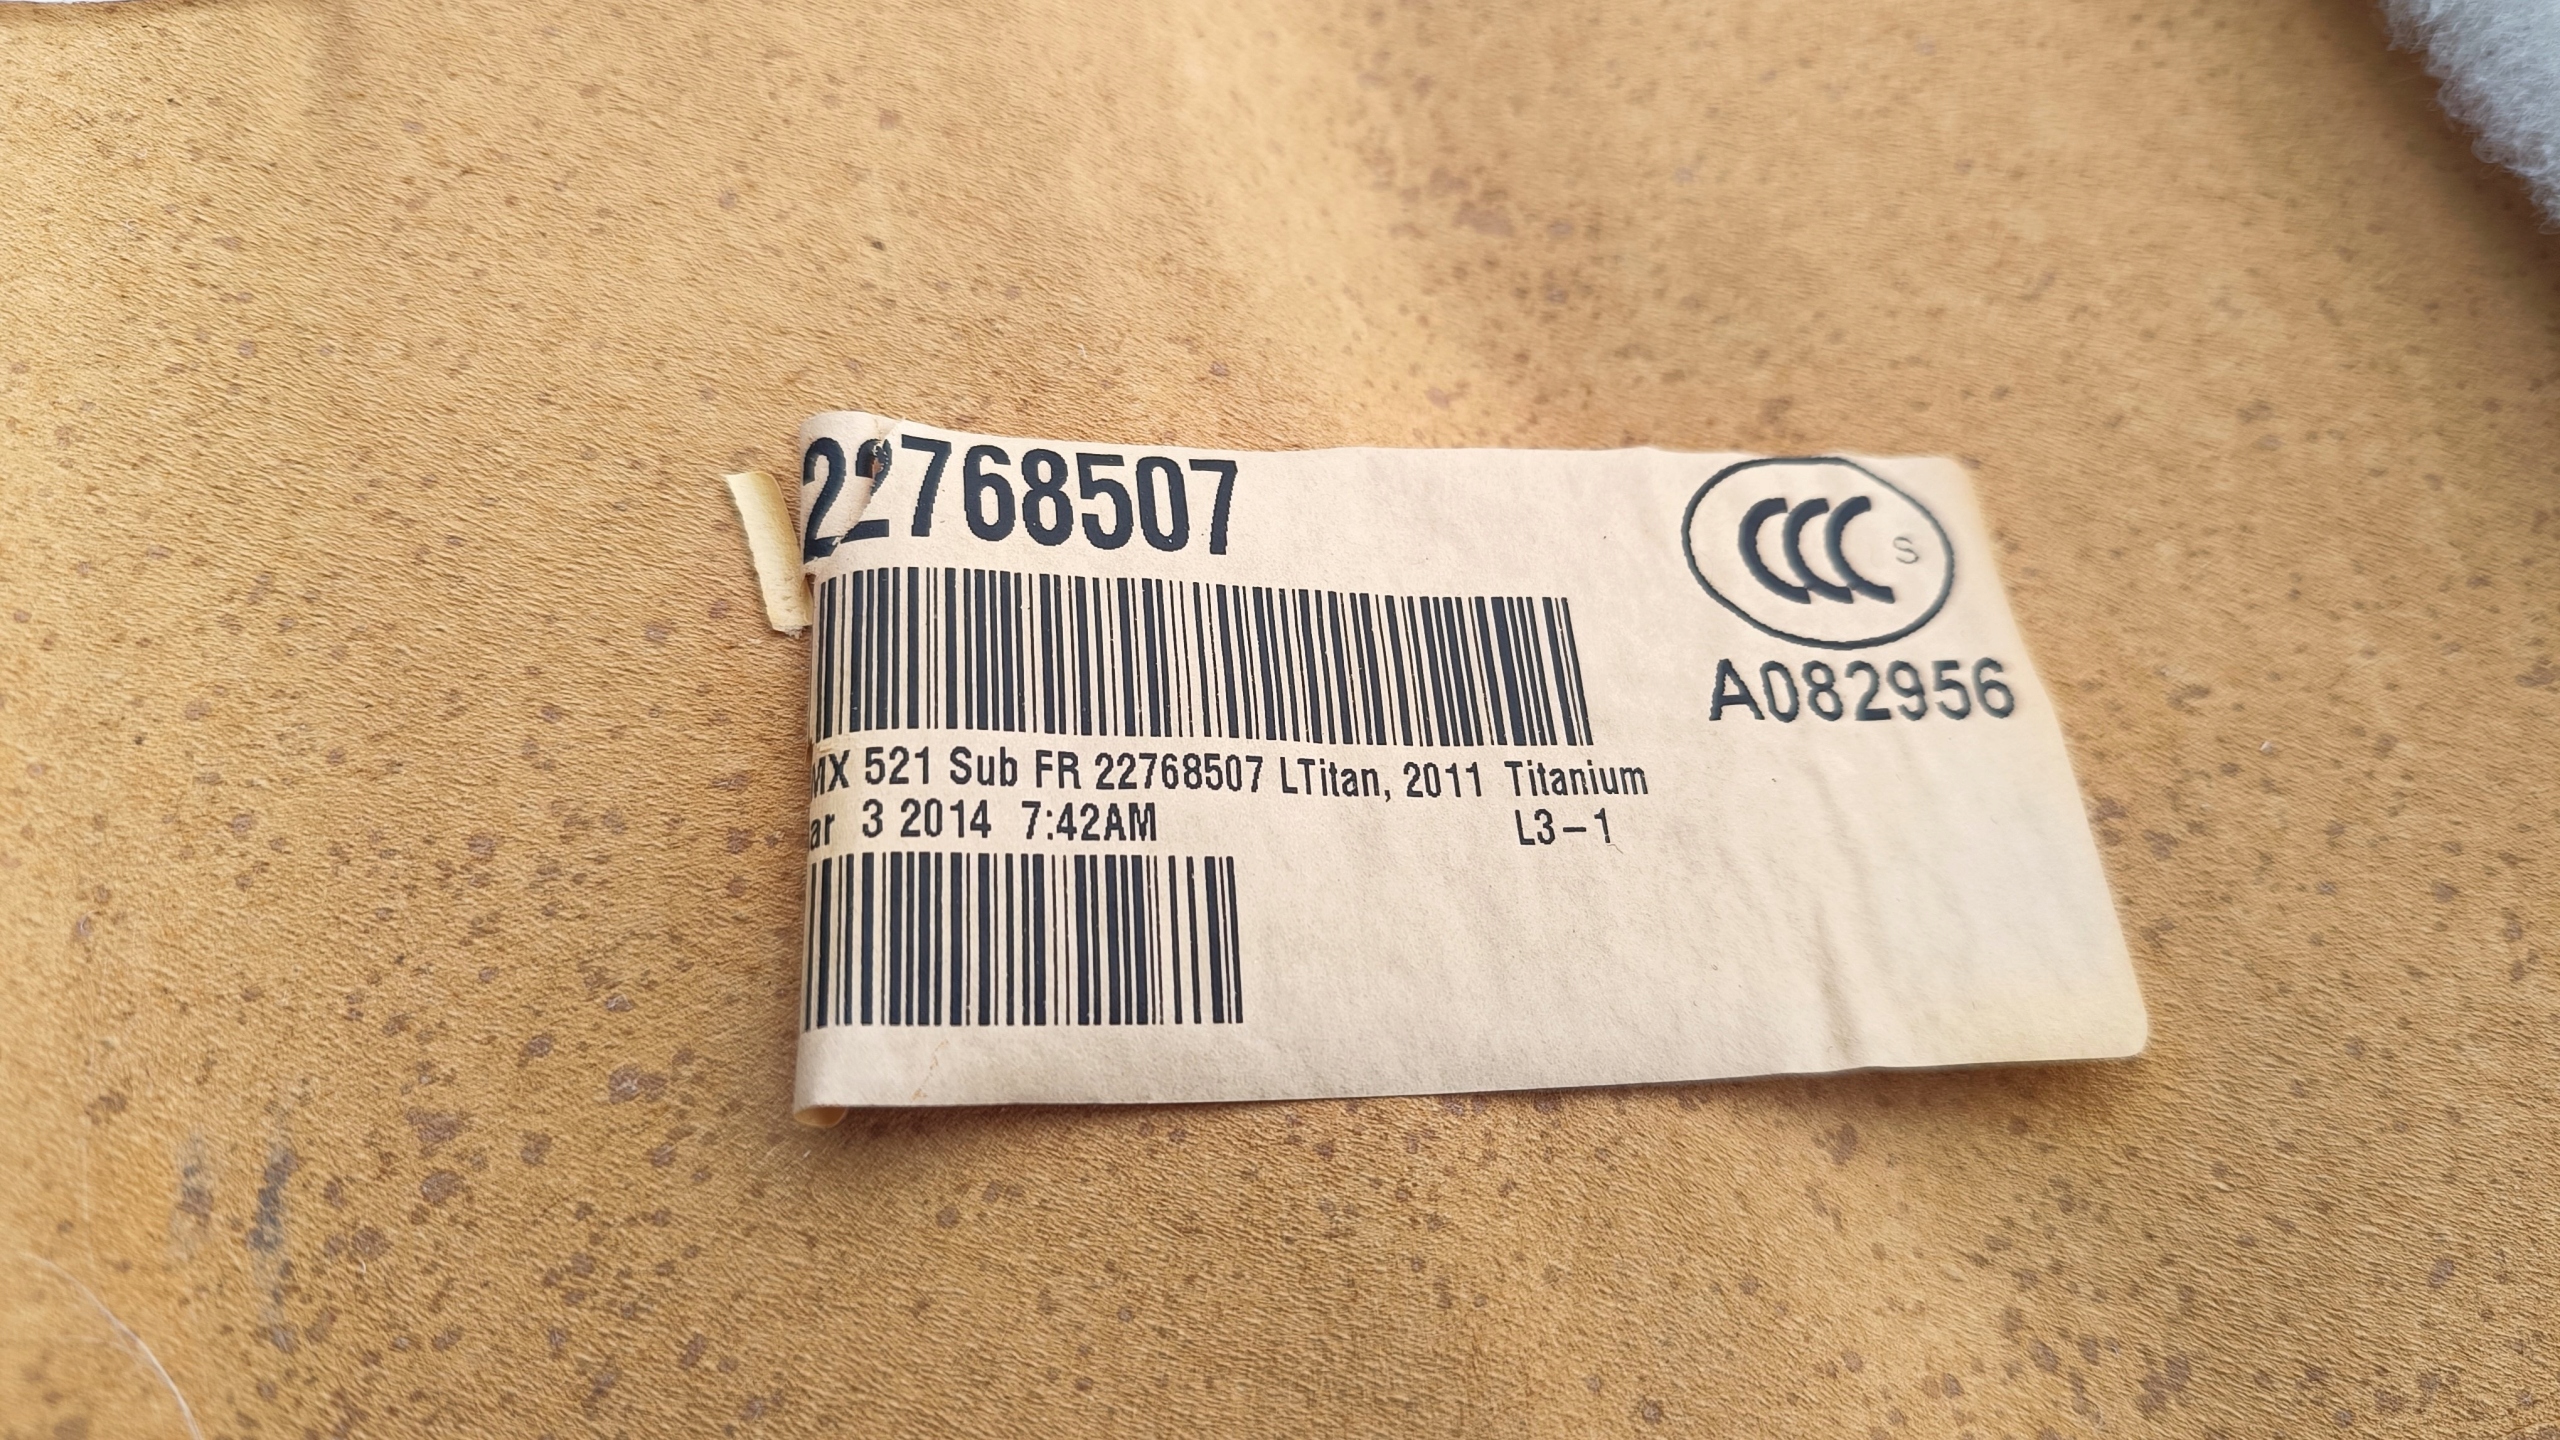 22768507
CCC S
A082956
MX 521 Sub FR 22768507 LTitan, 2011 Titanium
ar 3 2014 7:42AM L3-1